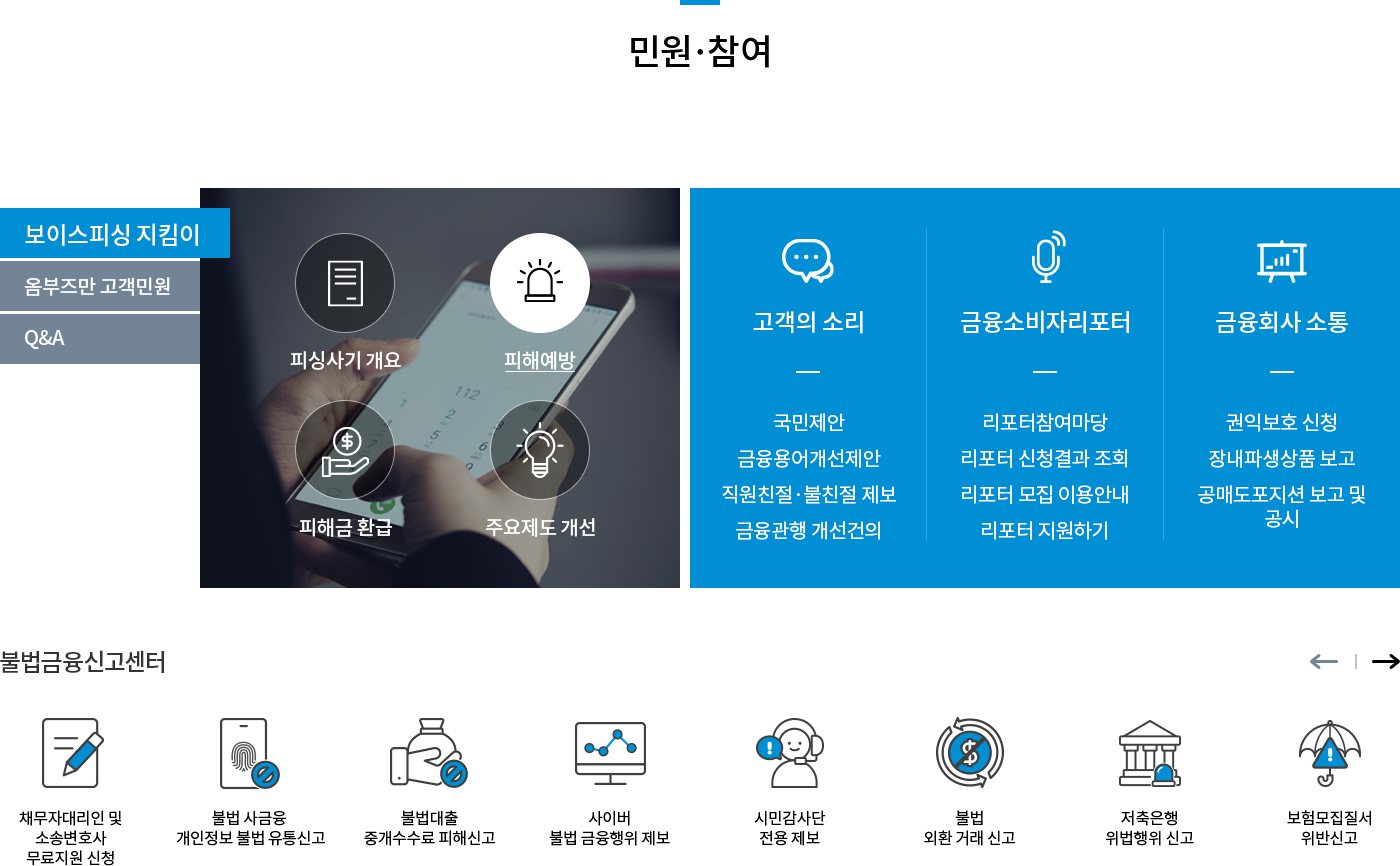 민원·참여
보이스피싱 지킴이
옴부즈만 고객민원
Q&A
피싱사기 개요
피해예방
피해금 환급
주요제도 개선
112
1
2
5
6
고객의 소리
국민제안
금융용어개선제안
직원친절·불친절 제보
금융관행 개선건의
금융소비자리포터
리포터참여마당
리포터 신청결과 조회
리포터 모집 이용안내
리포터 지원하기
금융회사 소통
권익보호 신청
장내파생상품 보고
공매도포지션 보고 및
공시
불법금융신고센터
채무자대리인 및
소송변호사
무료지원 신청
불법 사금융
개인정보 불법 유통신고
불법대출
중개수수료 피해신고
사이버
불법 금융행위 제보
시민감사단
전용 제보
불법
외환 거래 신고
저축은행
위법행위 신고
보험모집질서
위반신고